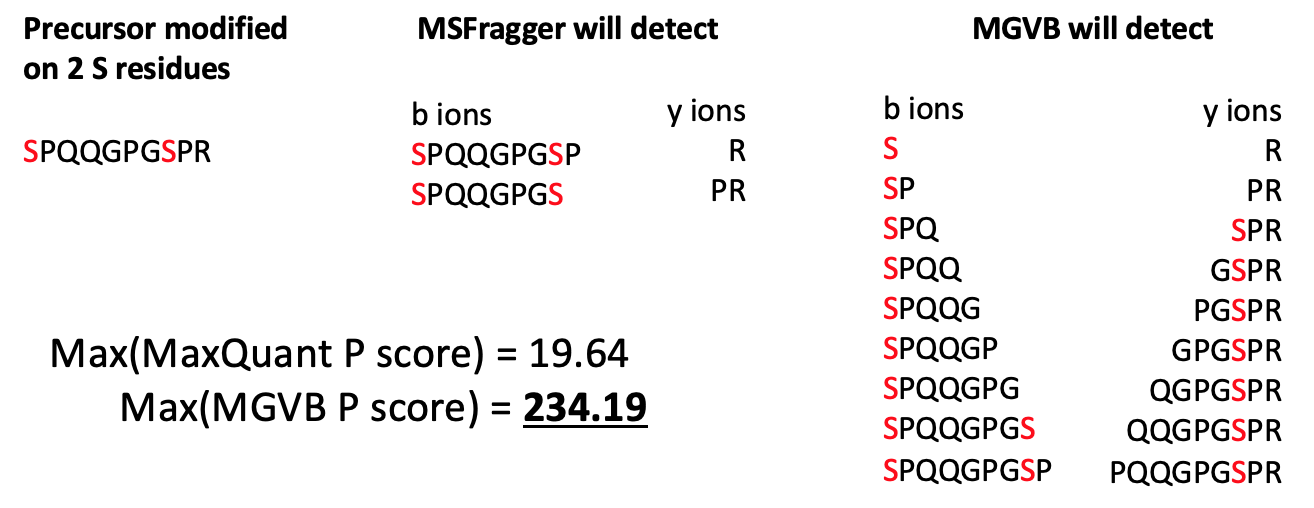 Precursor modified
on 2 S residues
SPQQGPGSPR
MSFragger will detect
b ions y ions
SPQQGPGSP R
SPQQGPGS PR
Max(MaxQuant P score) = 19.64
Max(MGVB P score) = 234.19
MGVB will detect
b ions y ions
S R
SP PR
SPQ SPR
SPQQ GSPR
SPQQG PGSPR
SPQQGP GPGSPR
SPQQGPG QGPGSPR
SPQQGPGS QQGPGSPR
SPQQGPGSP PQQGPGSPR